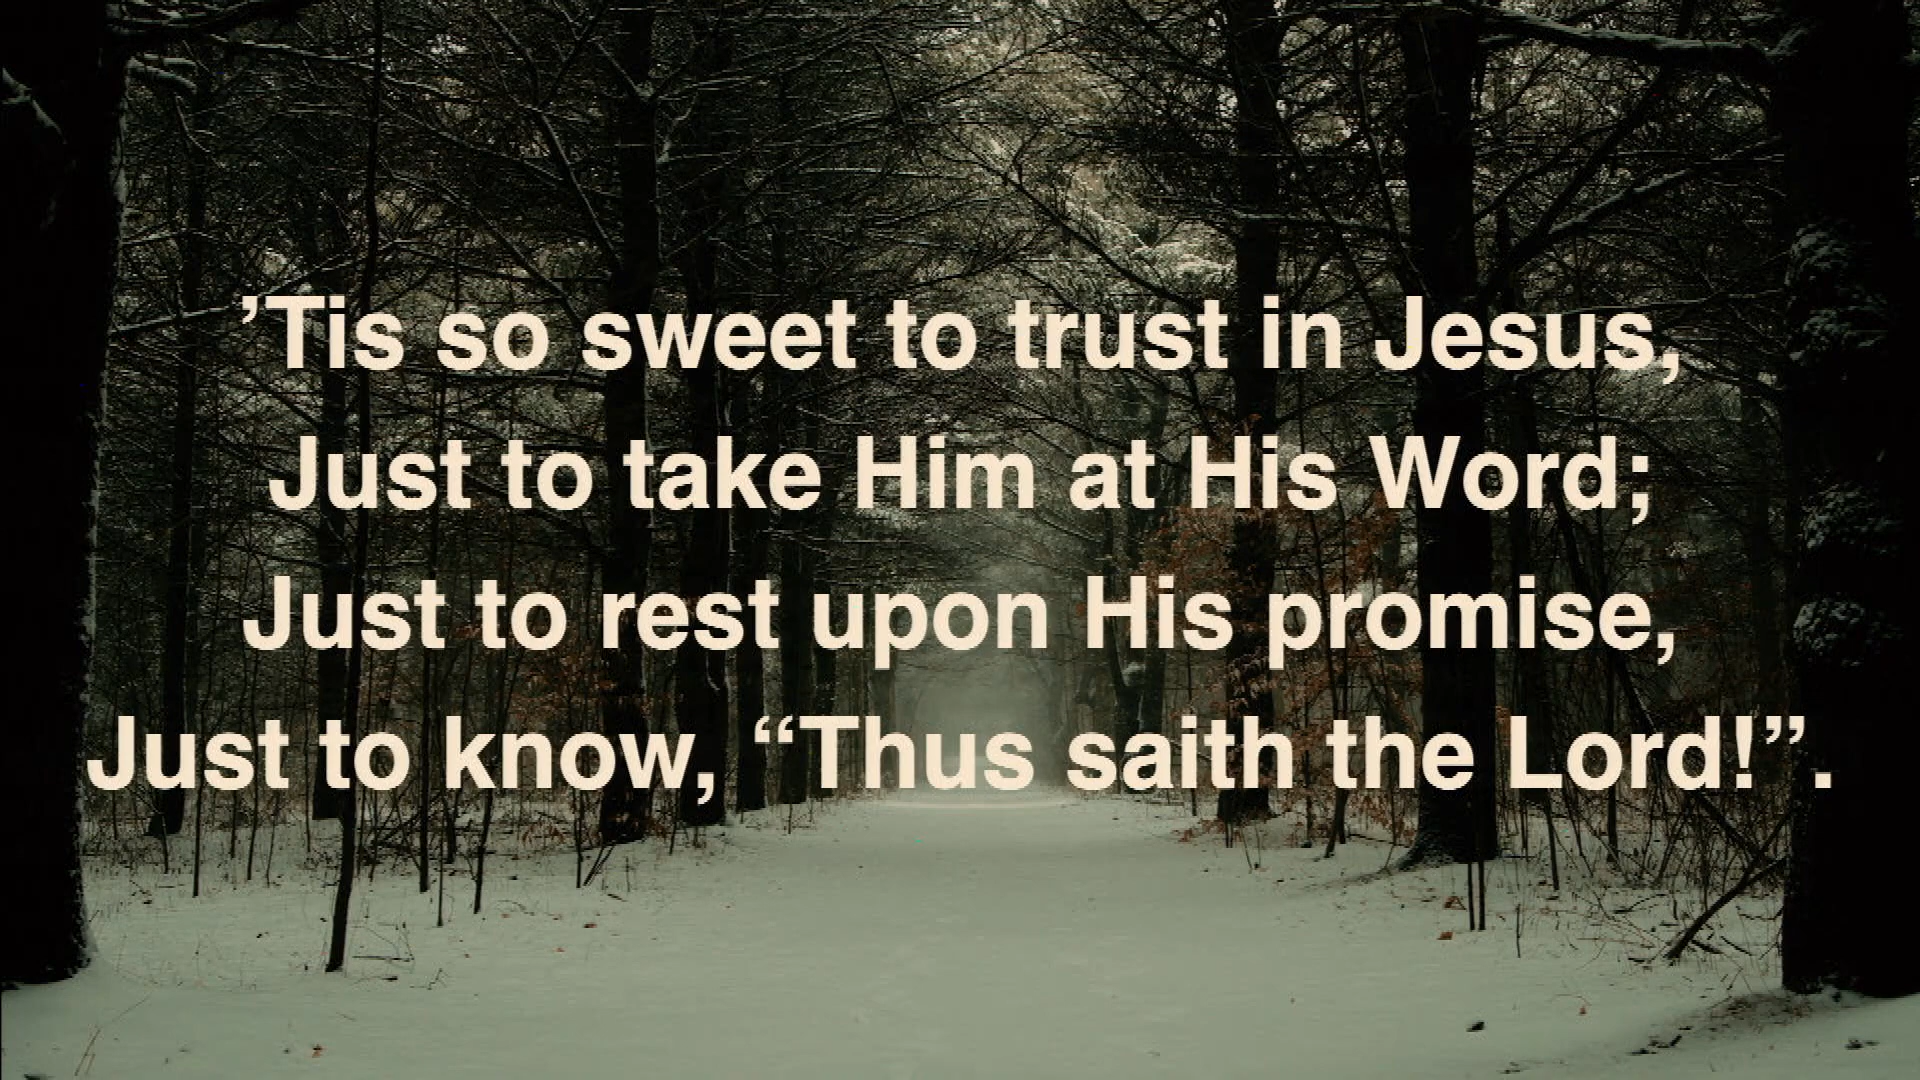 ’Tis so sweet to trust in Jesus,
Just to take Him at His Word;
Just to rest upon His promise,
Just to know, “Thus saith the Lord!”.